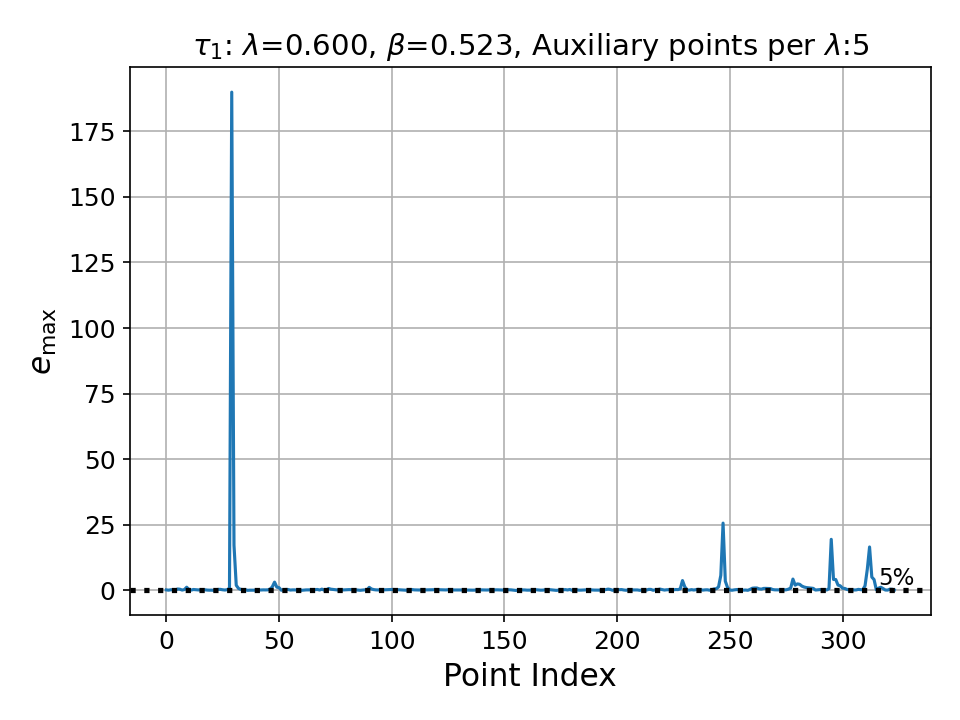 τ₁: λ=0.600, β=0.523, Auxiliary points per λ:5
175
150
125
100
75
50
25
0
e_max
5%
0 50 100 150 200 250 300
Point Index